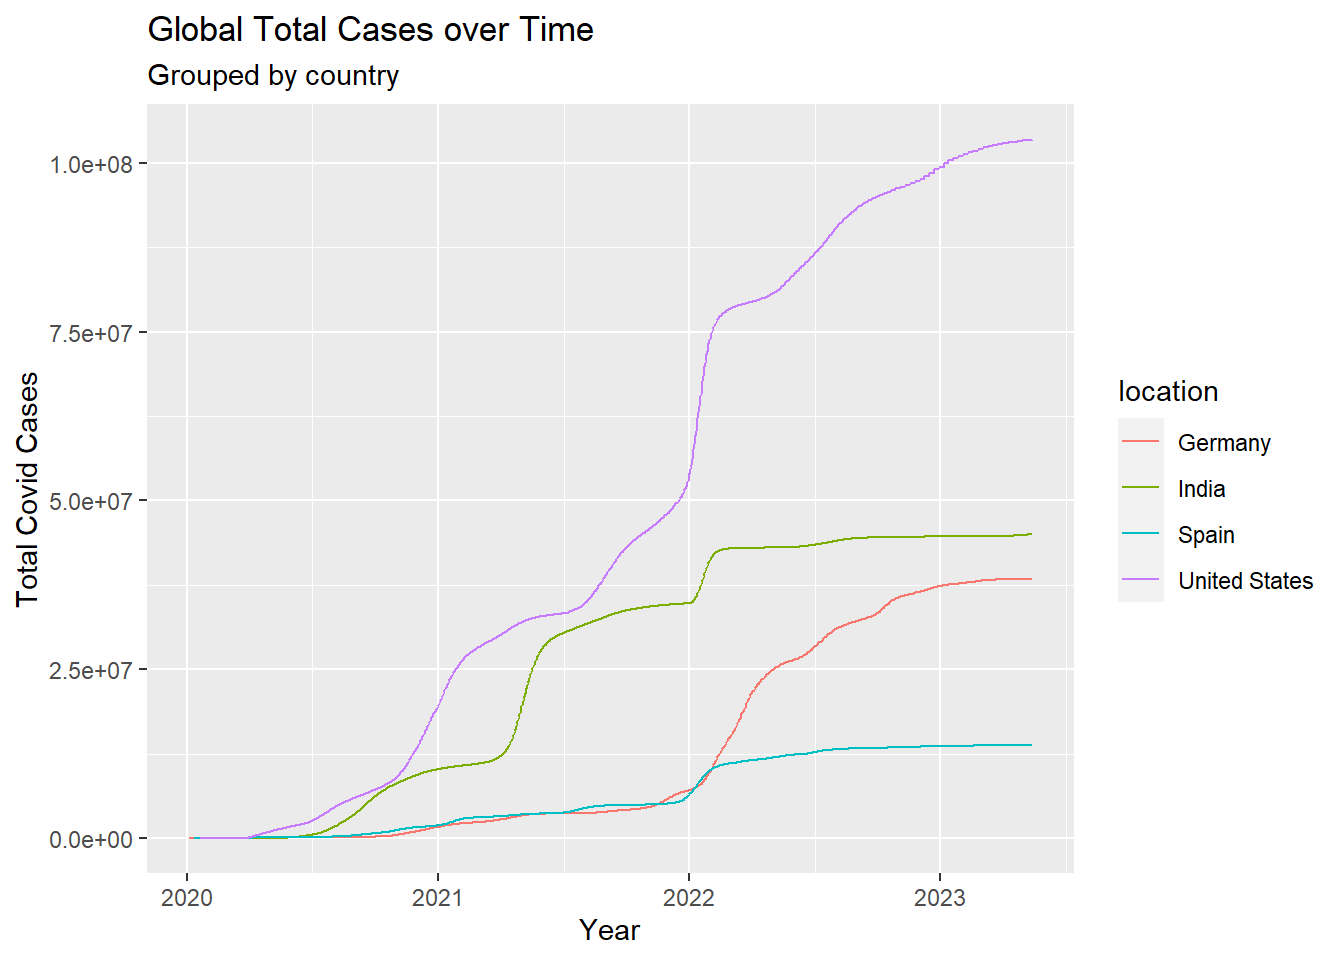 Global Total Cases over Time
Grouped by country
Total Covid Cases
1.0e+08
7.5e+07
5.0e+07
2.5e+07
0.0e+00
2020
2021
2022
2023
Year
location
Germany
India
Spain
United States